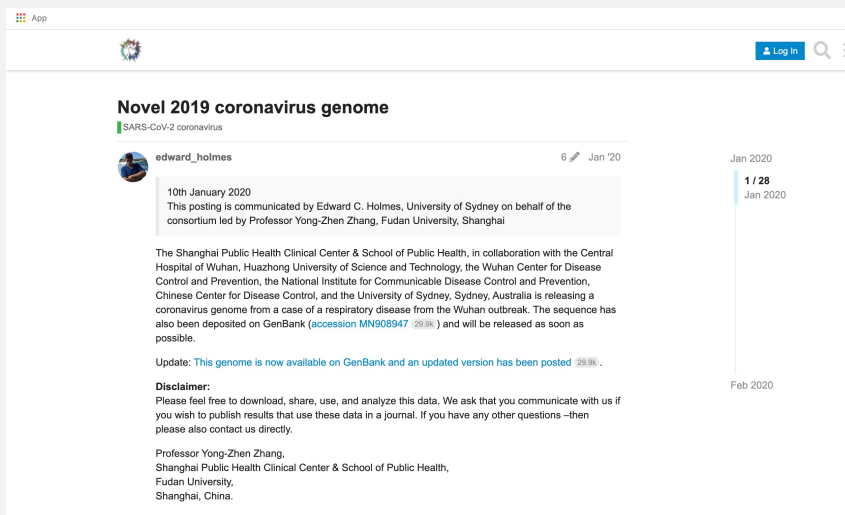 App
Log In
Novel 2019 coronavirus genome
SARS-CoV-2 coronavirus
edward_holmes
6
Jan '20
10th January 2020
This posting is communicated by Edward C. Holmes, University of Sydney on behalf of the
consortium led by Professor Yong-Zhen Zhang, Fudan University, Shanghai
The Shanghai Public Health Clinical Center & School of Public Health, in collaboration with the Central
Hospital of Wuhan, Huazhong University of Science and Technology, the Wuhan Center for Disease
Control and Prevention, the National Institute for Communicable Disease Control and Prevention,
Chinese Center for Disease Control, and the University of Sydney, Sydney, Australia is releasing a
coronavirus genome from a case of a respiratory disease from the Wuhan outbreak. The sequence has
also been deposited on GenBank (accession MN908947 29.9k ) and will be released as soon as
possible.
Update: This genome is now available on GenBank and an updated version has been posted 29.9k .
Disclaimer:
Please feel free to download, share, use, and analyze this data. We ask that you communicate with us if
you wish to publish results that use these data in a journal. If you have any other questions –then
please also contact us directly.
Professor Yong-Zhen Zhang,
Shanghai Public Health Clinical Center & School of Public Health,
Fudan University,
Shanghai, China.
Jan 2020
1 / 28
Jan 2020
Feb 2020